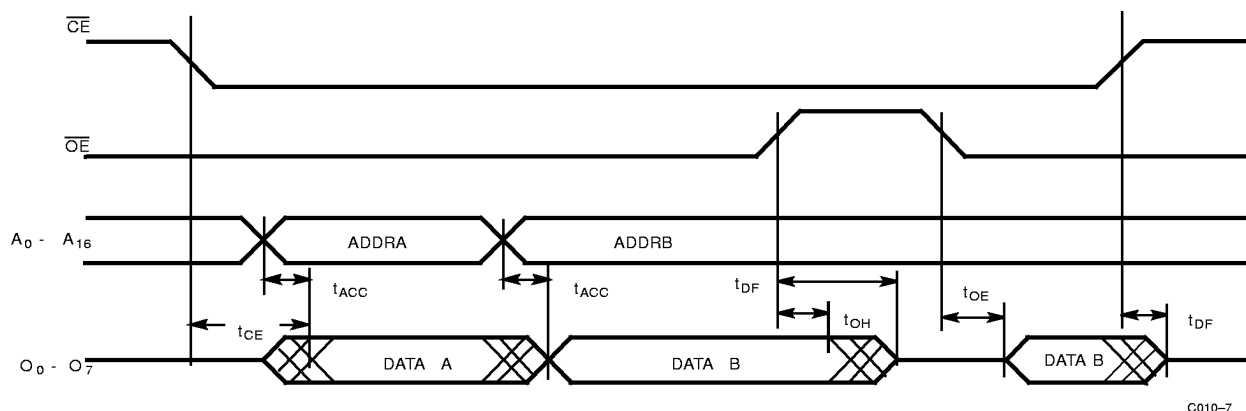 CE
OE
A0 - A16
ADDRA
ADDRB
tACC
tACC
tDF
tOE
tCE
tOH
tDF
O0 - O7
DATA A
DATA B
DATA B
C010–7